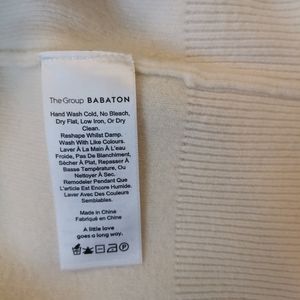 The Group BABATON
Hand Wash Cold, No Bleach,
Dry Flat, Low Iron, Or Dry
Clean.
Reshape Whilst Damp.
Wash With Like Colours.
Laver À La Main À L'eau
Froide, Pas De Blanchiment,
Sécher À Plat, Repasser À
Basse Température, Ou
Nettoyer À Sec.
Remodeler Pendant Que
L'article Est Encore Humide.
Laver Avec Des Couleurs
Semblables.
Made in China
Fabriqué en Chine
A little love
goes a long way.